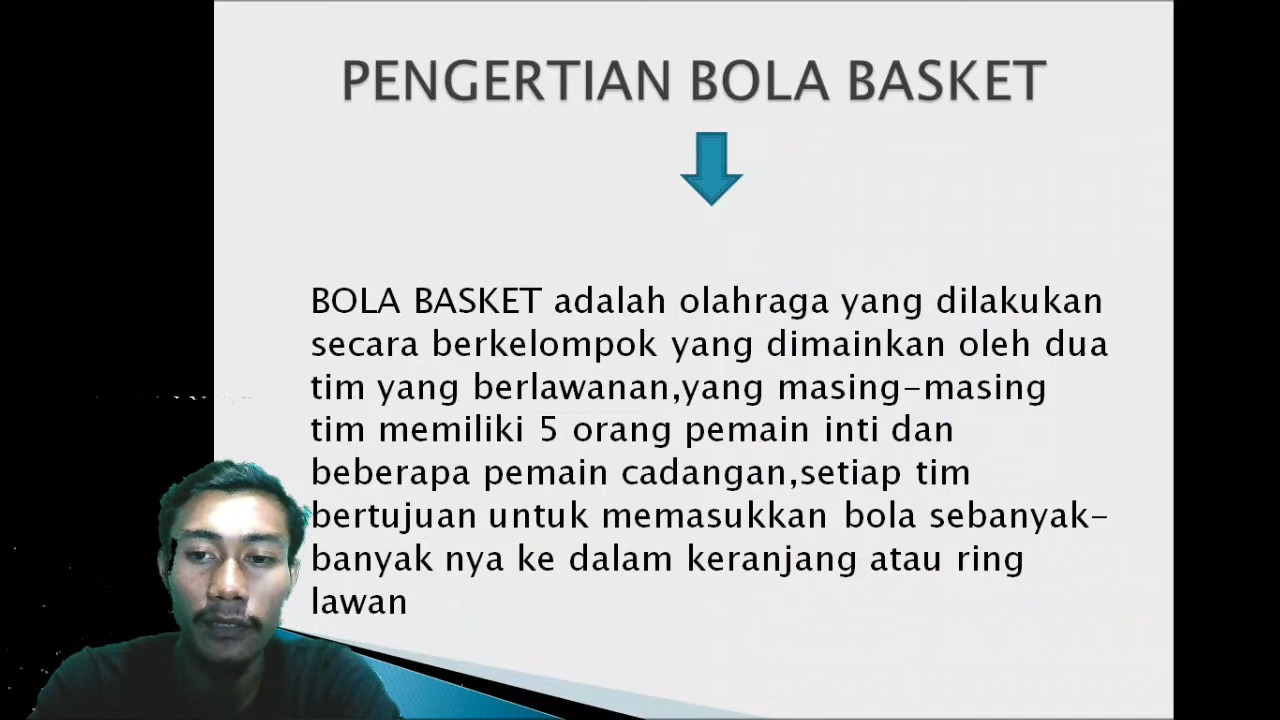 PENGERTIAN BOLA BASKET
BOLA BASKET adalah olahraga yang dilakukan
secara berkelompok yang dimainkan oleh dua
tim yang berlawanan,yang masing-masing
tim memiliki 5 orang pemain inti dan
beberapa pemain cadangan,setiap tim
bertujuan untuk memasukkan bola sebanyak-
banyak nya ke dalam keranjang atau ring
lawan